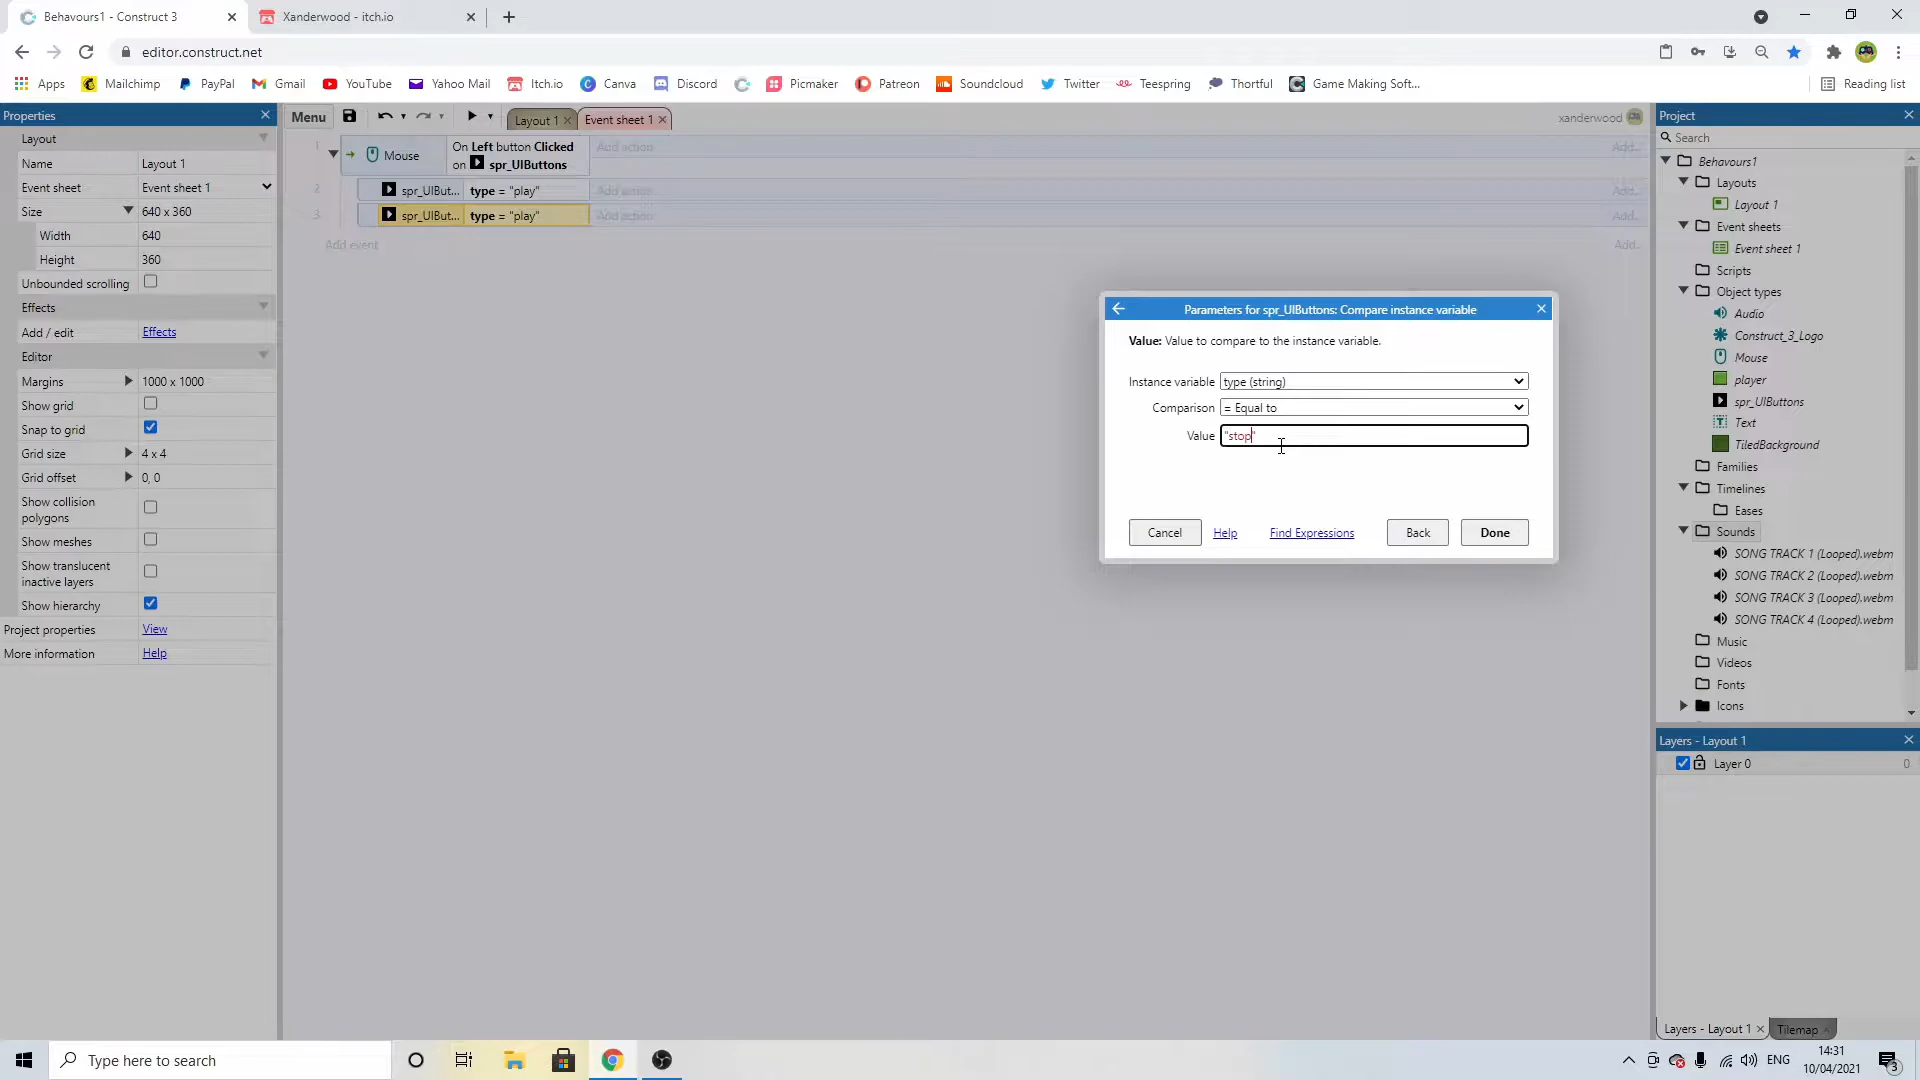 Behavours1 - Construct 3
Xanderwood - itch.io
editor.construct.net
Apps
Mailchimp
PayPal
Gmail
YouTube
Yahoo Mail
Itch.io
Canva
Discord
Picmaker
Patreon
Soundcloud
Twitter
Teespring
Thortful
Game Making Soft...
Reading list
Properties
Menu
Layout 1
Event sheet 1
xanderwood
Project
Layout
Name
Layout 1
Event sheet
Event sheet 1
Size
640 x 360
Width
640
Height
360
Unbounded scrolling
Effects
Add / edit
Effects
Editor
Margins
1000 x 1000
Show grid
Snap to grid
Grid size
4 x 4
Grid offset
0, 0
Show collision
polygons
Show meshes
Show translucent
inactive layers
Show hierarchy
Project properties
View
More information
Help
1
Mouse
On Left button Clicked
on spr_UIButtons
Add action
Add...
2
spr_UIBut...
type = "play"
Add action
Add...
3
spr_UIBut...
type = "play"
Add action
Add...
Add event
Add...
Parameters for spr_UIButtons: Compare instance variable
Value: Value to compare to the instance variable.
Instance variable
type (string)
Comparison
= Equal to
Value
"stop"
Cancel
Help
Find Expressions
Back
Done
Search
Behavours1
Layouts
Layout 1
Event sheets
Event sheet 1
Scripts
Object types
Audio
Construct_3_Logo
Mouse
player
spr_UIButtons
Text
TiledBackground
Families
Timelines
Eases
Sounds
SONG TRACK 1 (Looped).webm
SONG TRACK 2 (Looped).webm
SONG TRACK 3 (Looped).webm
SONG TRACK 4 (Looped).webm
Music
Videos
Fonts
Icons
Layers - Layout 1
Layer 0
0
Layers - Layout 1
Tilemap
Type here to search
ENG
14:31
10/04/2021
3